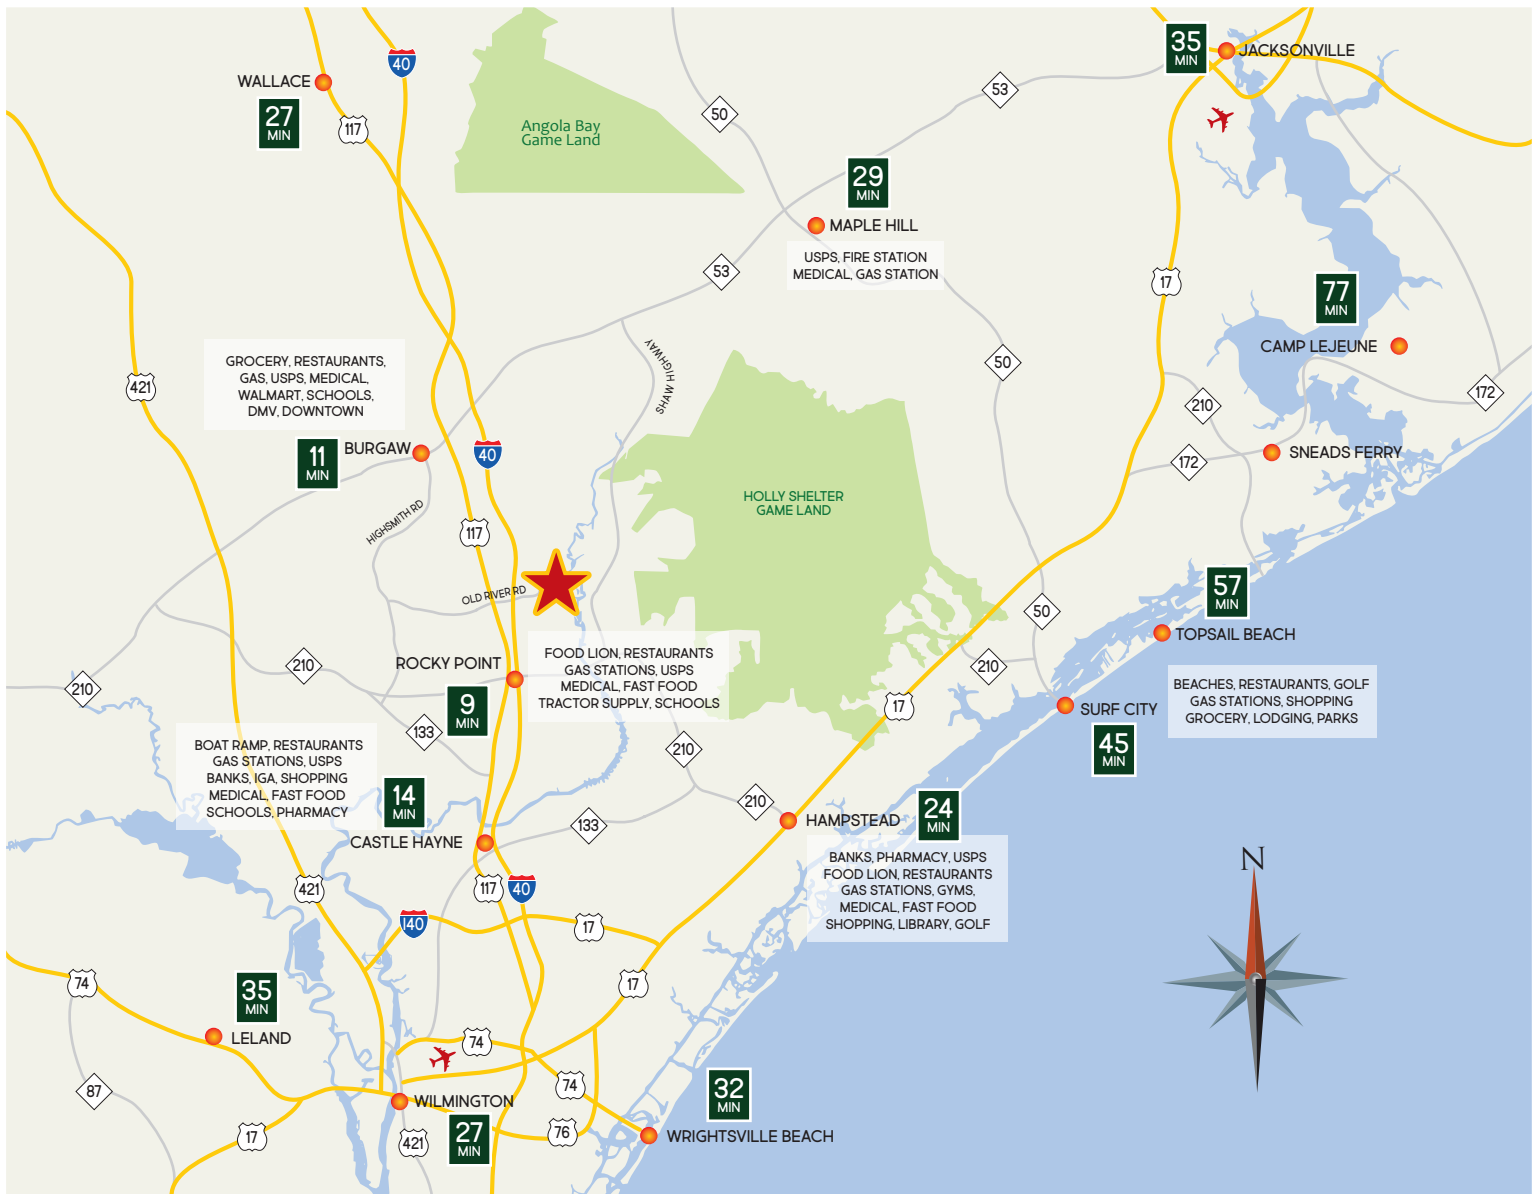 35
MIN
JACKSONVILLE
40
WALLACE
27
MIN
117
50
53
Angola Bay
Game Land
29
MIN
MAPLE HILL
USPS, FIRE STATION
MEDICAL, GAS STATION
53
17
77
MIN
CAMP LEJEUNE
SHAW HIGHWAY
50
421
GROCERY, RESTAURANTS,
GAS, USPS, MEDICAL,
WALMART, SCHOOLS,
DMV, DOWNTOWN
172
210
11
MIN
BURGAW
40
172
SNEADS FERRY
HOLLY SHELTER
GAME LAND
HIGHSMITH RD
117
OLD RIVER RD
57
MIN
50
TOPSAIL BEACH
ROCKY POINT
FOOD LION, RESTAURANTS
GAS STATIONS, USPS
MEDICAL, FAST FOOD
TRACTOR SUPPLY, SCHOOLS
210
210
210
9
MIN
BEACHES, RESTAURANTS, GOLF
GAS STATIONS, SHOPPING
GROCERY, LODGING, PARKS
17
SURF CITY
45
MIN
133
210
BOAT RAMP, RESTAURANTS
GAS STATIONS, USPS
BANKS, IGA, SHOPPING
MEDICAL, FAST FOOD
SCHOOLS, PHARMACY
14
MIN
CASTLE HAYNE
210
133
HAMPSTEAD
24
MIN
BANKS, PHARMACY, USPS
FOOD LION, RESTAURANTS
GAS STATIONS, GYMS,
MEDICAL, FAST FOOD
SHOPPING, LIBRARY, GOLF
N
421
117
40
140
17
74
17
35
MIN
LELAND
74
74
87
WILMINGTON
32
MIN
WRIGHTSVILLE BEACH
17
421
27
MIN
76